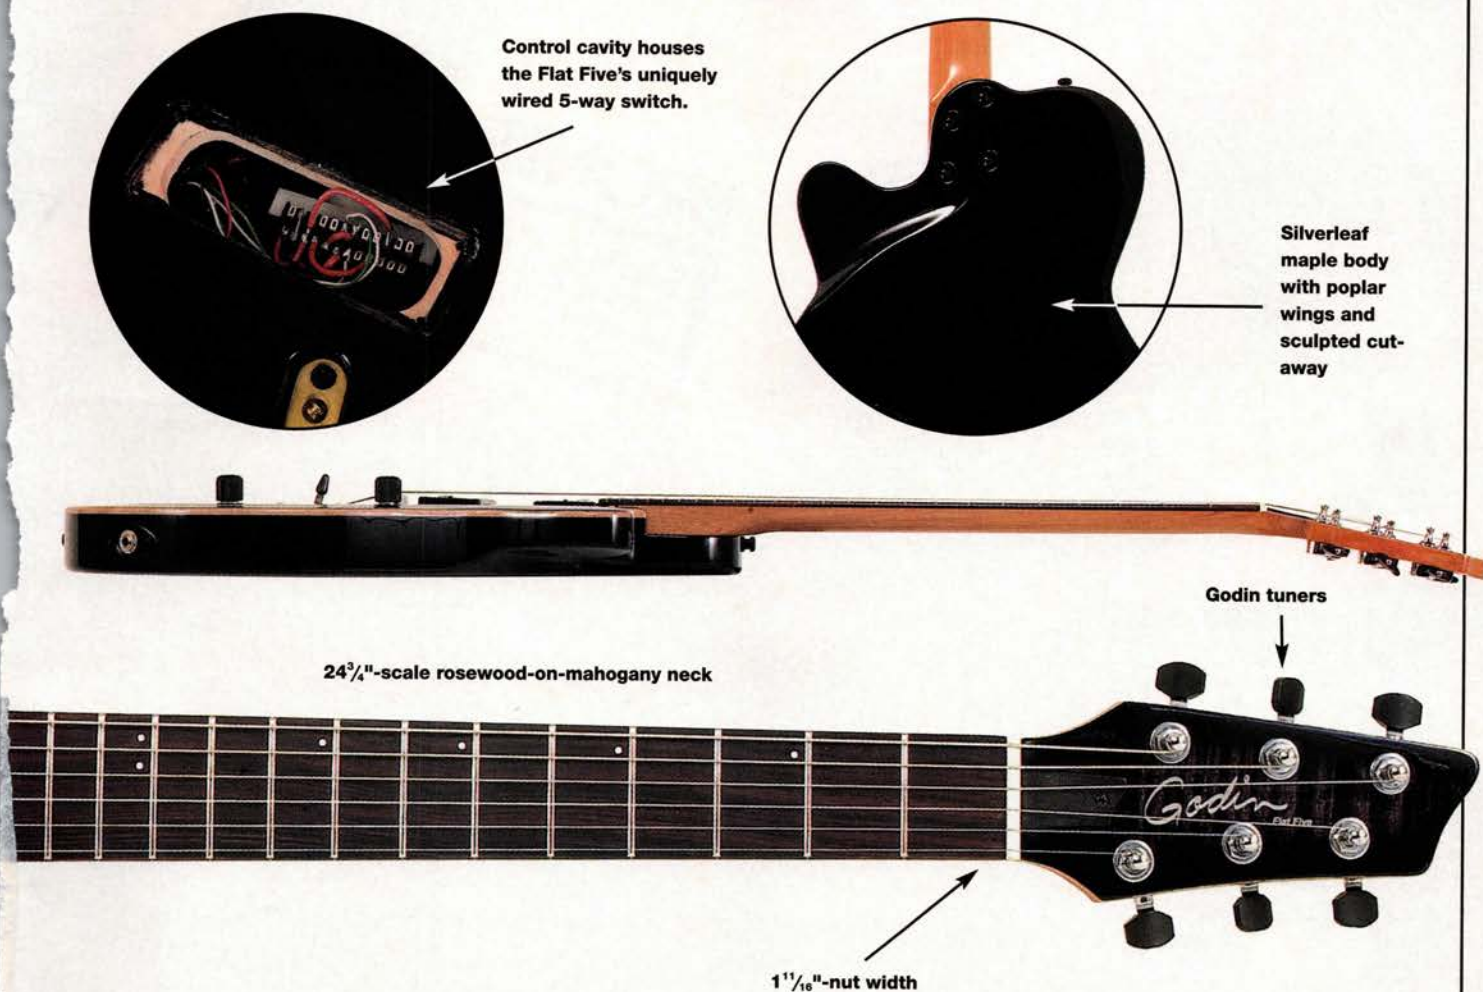 Control cavity houses
the Flat Five's uniquely
wired 5-way switch.
Silverleaf
maple body
with poplar
wings and
sculpted cut-
away
Godin tuners
24¾"-scale rosewood-on-mahogany neck
Godin
Flat Five
1¹¹/₁₆"-nut width